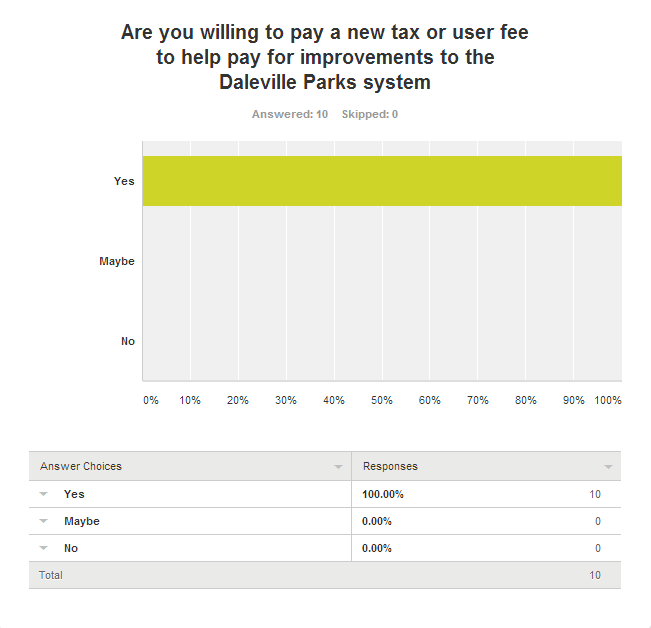 Are you willing to pay a new tax or user fee
to help pay for improvements to the
Daleville Parks system
Answered: 10 Skipped: 0
Yes
Maybe
No
0% 10% 20% 30% 40% 50% 60% 70% 80% 90% 100%
Answer Choices Responses
Yes 100.00% 10
Maybe 0.00% 0
No 0.00% 0
Total 10